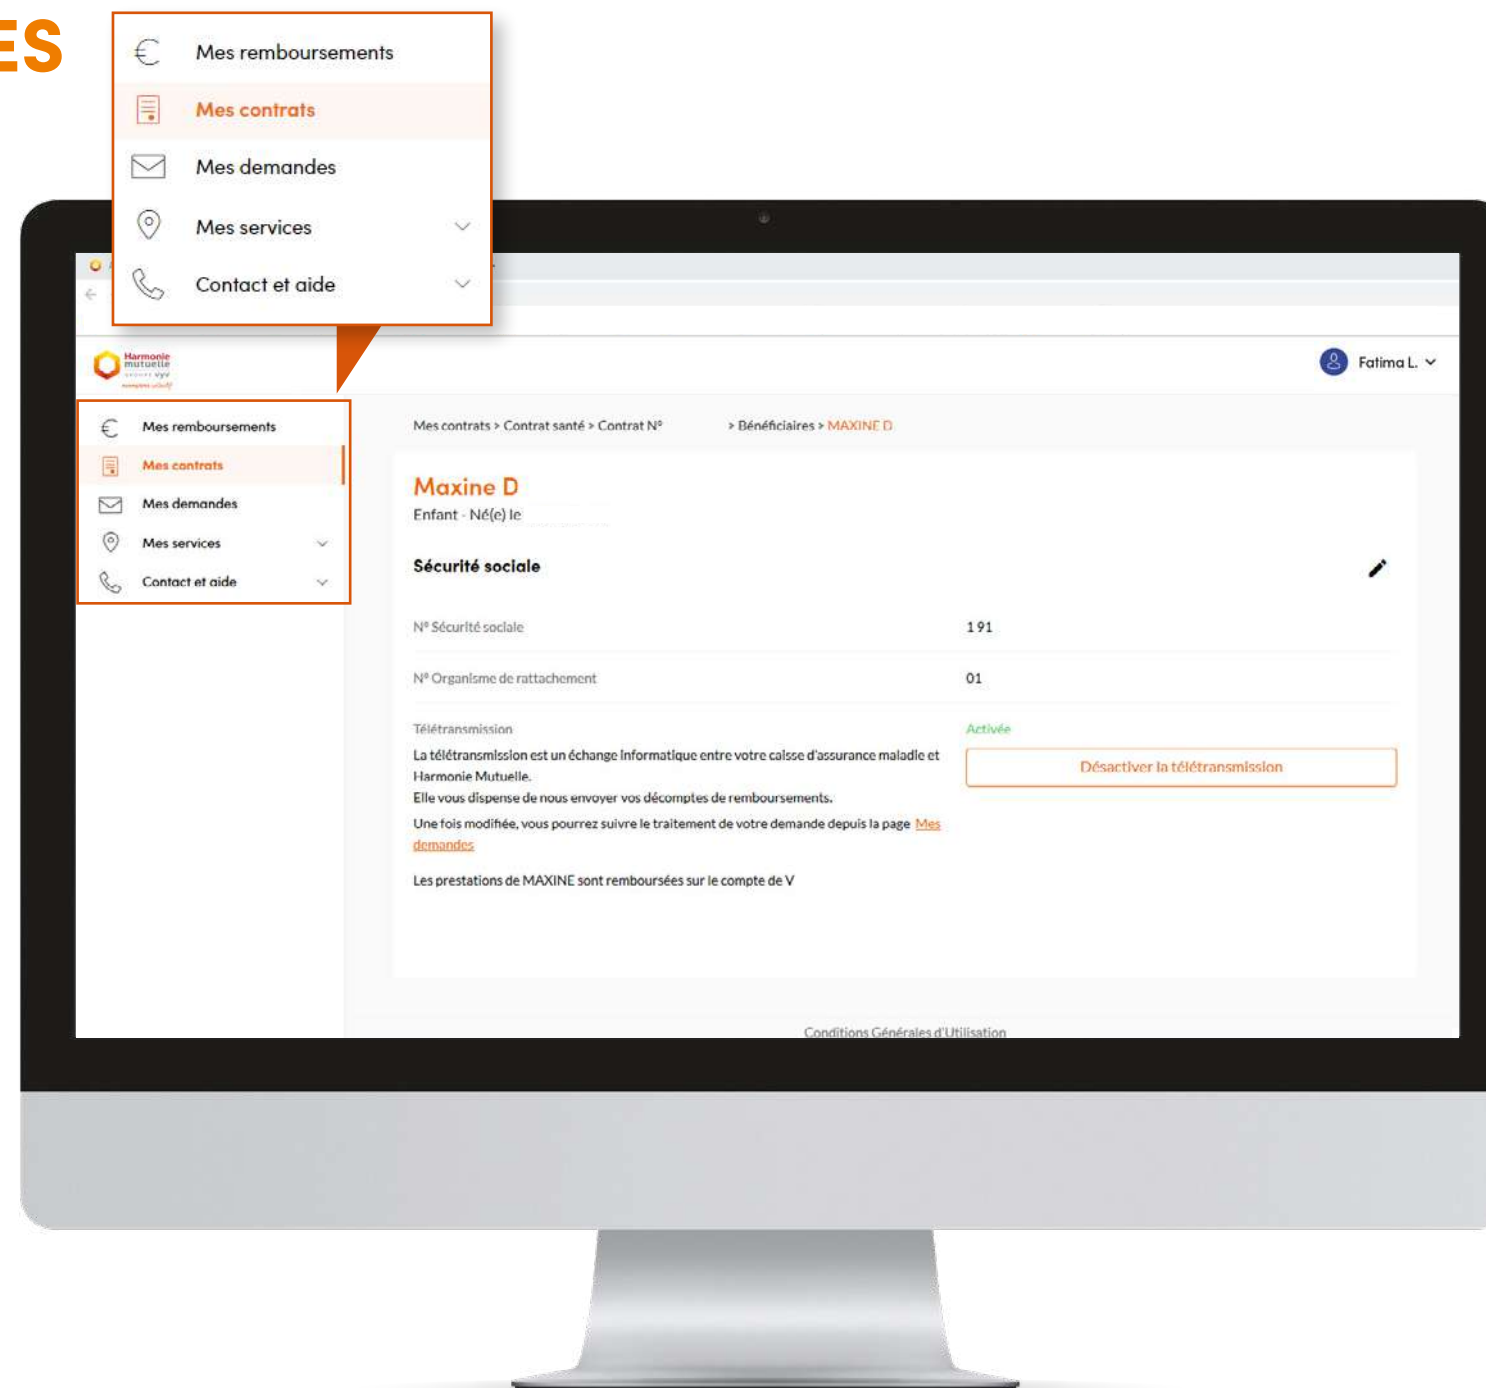 ES
Mes remboursements
Mes contrats
Mes demandes
Mes services
Contact et aide
Harmonie
mutuelle
Fatima L.
Mes remboursements
Mes contrats
Mes demandes
Mes services
Contact et aide
Mes contrats > Contrat santé > Contrat N° > Bénéficiaires > MAXINE D
Maxine D
Enfant - Né(e) le
Sécurité sociale
N° Sécurité sociale 1 91
N° Organisme de rattachement 01
Télétransmission Activée
La télétransmission est un échange informatique entre votre caisse d'assurance maladie et
Harmonie Mutuelle.
Elle vous dispense de nous envoyer vos décomptes de remboursements.
Une fois modifiée, vous pourrez suivre le traitement de votre demande depuis la page Mes
demandes
Désactiver la télétransmission
Les prestations de MAXINE sont remboursées sur le compte de V
Conditions Générales d'Utilisation